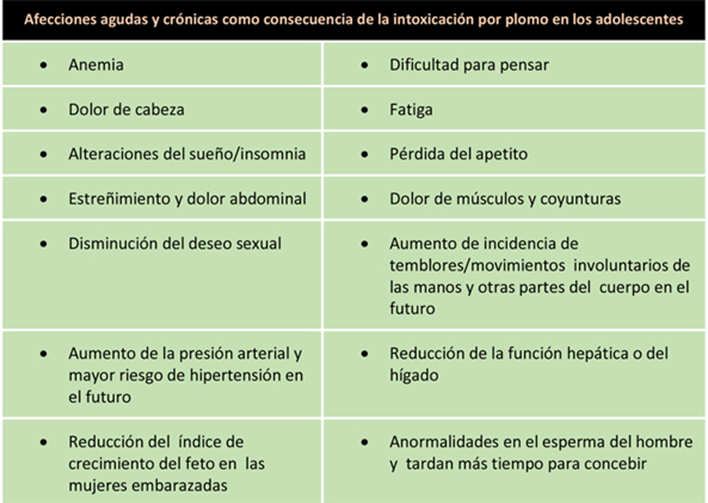 Afecciones agudas y crónicas como consecuencia de la intoxicación por plomo en los adolescentes
• Anemia
• Dificultad para pensar
• Dolor de cabeza
• Fatiga
• Alteraciones del sueño/insomnia
• Pérdida del apetito
• Estreñimiento y dolor abdominal
• Dolor de músculos y coyunturas
• Disminución del deseo sexual
• Aumento de incidencia de
temblores/movimientos involuntarios de
las manos y otras partes del cuerpo en el
futuro
• Aumento de la presión arterial y
mayor riesgo de hipertensión en
el futuro
• Reducción de la función hepática o del
hígado
• Reducción del índice de
crecimiento del feto en las
mujeres embarazadas
• Anormalidades en el esperma del hombre
y tardan más tiempo para concebir